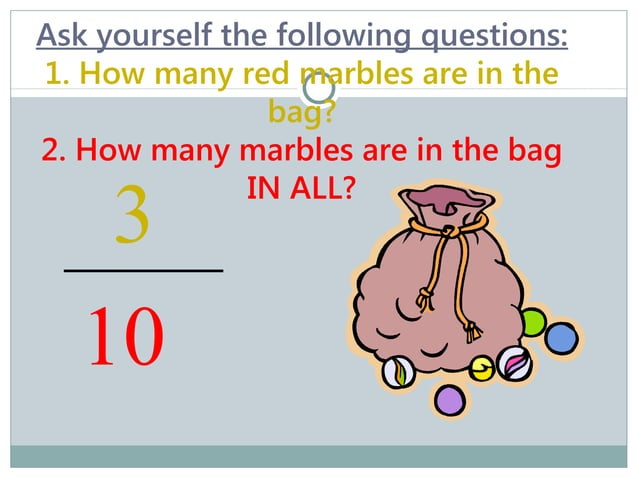 Ask yourself the following questions:
1. How many red marbles are in the
bag?
2. How many marbles are in the bag
IN ALL?
3
10